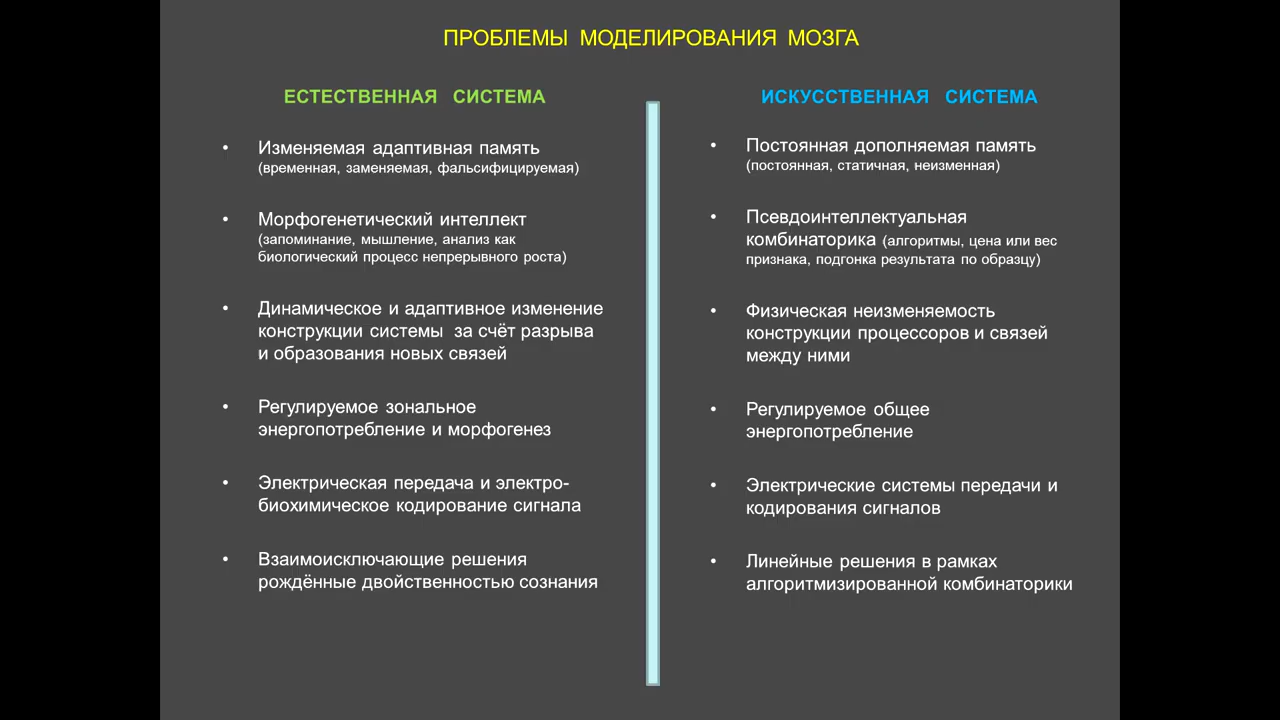 ПРОБЛЕМЫ МОДЕЛИРОВАНИЯ МОЗГА
ЕСТЕСТВЕННАЯ СИСТЕМА
• Изменяемая адаптивная память
(временная, заменяемая, фальсифицируемая)
• Морфогенетический интеллект
(запоминание, мышление, анализ как
биологический процесс непрерывного роста)
• Динамическое и адаптивное изменение
конструкции системы за счёт разрыва
и образования новых связей
• Регулируемое зональное
энергопотребление и морфогенез
• Электрическая передача и электро-
биохимическое кодирование сигнала
• Взаимоисключающие решения
рождённые двойственностью сознания
ИСКУССТВЕННАЯ СИСТЕМА
• Постоянная дополняемая память
(постоянная, статичная, неизменная)
• Псевдоинтеллектуальная
комбинаторика (алгоритмы, цена или вес
признака, подгонка результата по образцу)
• Физическая неизменяемость
конструкции процессоров и связей
между ними
• Регулируемое общее
энергопотребление
• Электрические системы передачи и
кодирования сигналов
• Линейные решения в рамках
алгоритмизированной комбинаторики